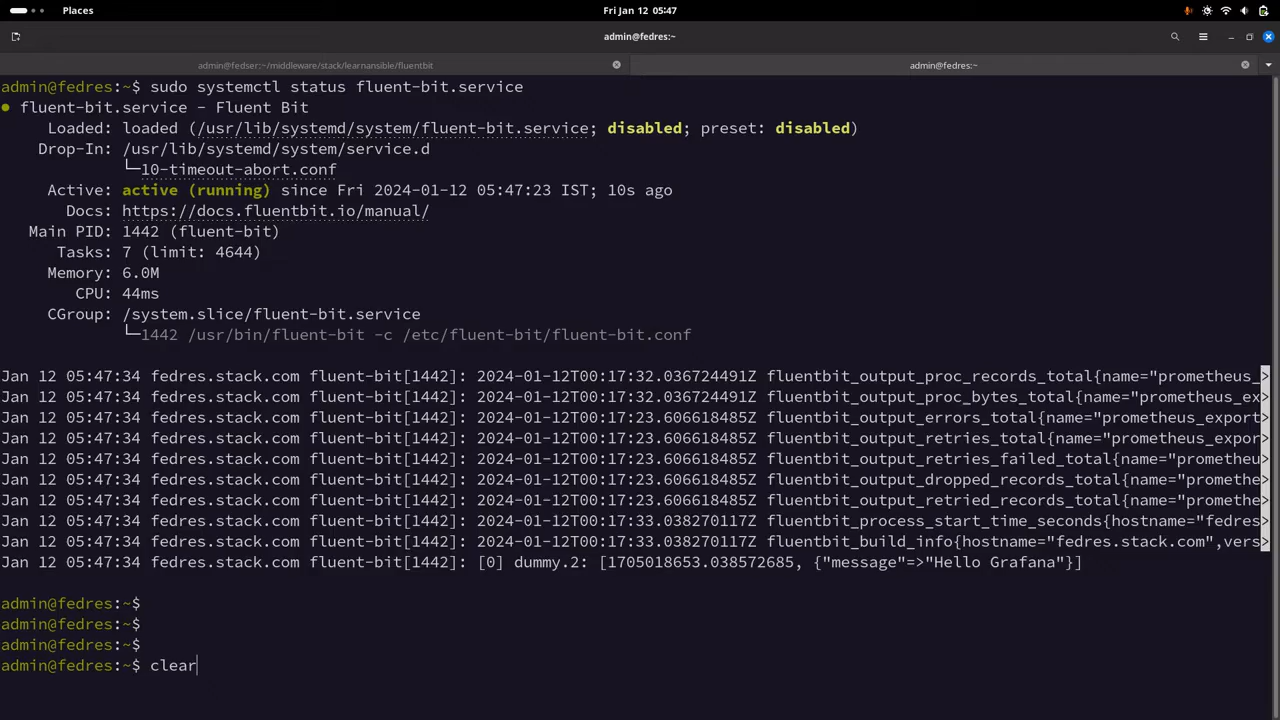 Places
Fri Jan 12 05:47
admin@fedres:~
admin@fedser:~/middleware/stack/learnansible/fluentbit
admin@fedres:~
admin@fedres:~$ sudo systemctl status fluent-bit.service
● fluent-bit.service - Fluent Bit
Loaded: loaded (/usr/lib/systemd/system/fluent-bit.service; disabled; preset: disabled)
Drop-In: /usr/lib/systemd/system/service.d
└─10-timeout-abort.conf
Active: active (running) since Fri 2024-01-12 05:47:23 IST; 10s ago
Docs: https://docs.fluentbit.io/manual/
Main PID: 1442 (fluent-bit)
Tasks: 7 (limit: 4644)
Memory: 6.0M
CPU: 44ms
CGroup: /system.slice/fluent-bit.service
└─1442 /usr/bin/fluent-bit -c /etc/fluent-bit/fluent-bit.conf
Jan 12 05:47:34 fedres.stack.com fluent-bit[1442]: 2024-01-12T00:17:32.036724491Z fluentbit_output_proc_records_total{name="prometheus_>
Jan 12 05:47:34 fedres.stack.com fluent-bit[1442]: 2024-01-12T00:17:32.036724491Z fluentbit_output_proc_bytes_total{name="prometheus_ex>
Jan 12 05:47:34 fedres.stack.com fluent-bit[1442]: 2024-01-12T00:17:23.606618485Z fluentbit_output_errors_total{name="prometheus_export>
Jan 12 05:47:34 fedres.stack.com fluent-bit[1442]: 2024-01-12T00:17:23.606618485Z fluentbit_output_retries_total{name="prometheus_expor>
Jan 12 05:47:34 fedres.stack.com fluent-bit[1442]: 2024-01-12T00:17:23.606618485Z fluentbit_output_retries_failed_total{name="prometheu>
Jan 12 05:47:34 fedres.stack.com fluent-bit[1442]: 2024-01-12T00:17:23.606618485Z fluentbit_output_dropped_records_total{name="promethe>
Jan 12 05:47:34 fedres.stack.com fluent-bit[1442]: 2024-01-12T00:17:23.606618485Z fluentbit_output_retried_records_total{name="promethe>
Jan 12 05:47:34 fedres.stack.com fluent-bit[1442]: 2024-01-12T00:17:33.038270117Z fluentbit_process_start_time_seconds{hostname="fedres>
Jan 12 05:47:34 fedres.stack.com fluent-bit[1442]: 2024-01-12T00:17:33.038270117Z fluentbit_build_info{hostname="fedres.stack.com",vers>
Jan 12 05:47:34 fedres.stack.com fluent-bit[1442]: [0] dummy.2: [1705018653.038572685, {"message"=>"Hello Grafana"}]
admin@fedres:~$
admin@fedres:~$
admin@fedres:~$
admin@fedres:~$ clear